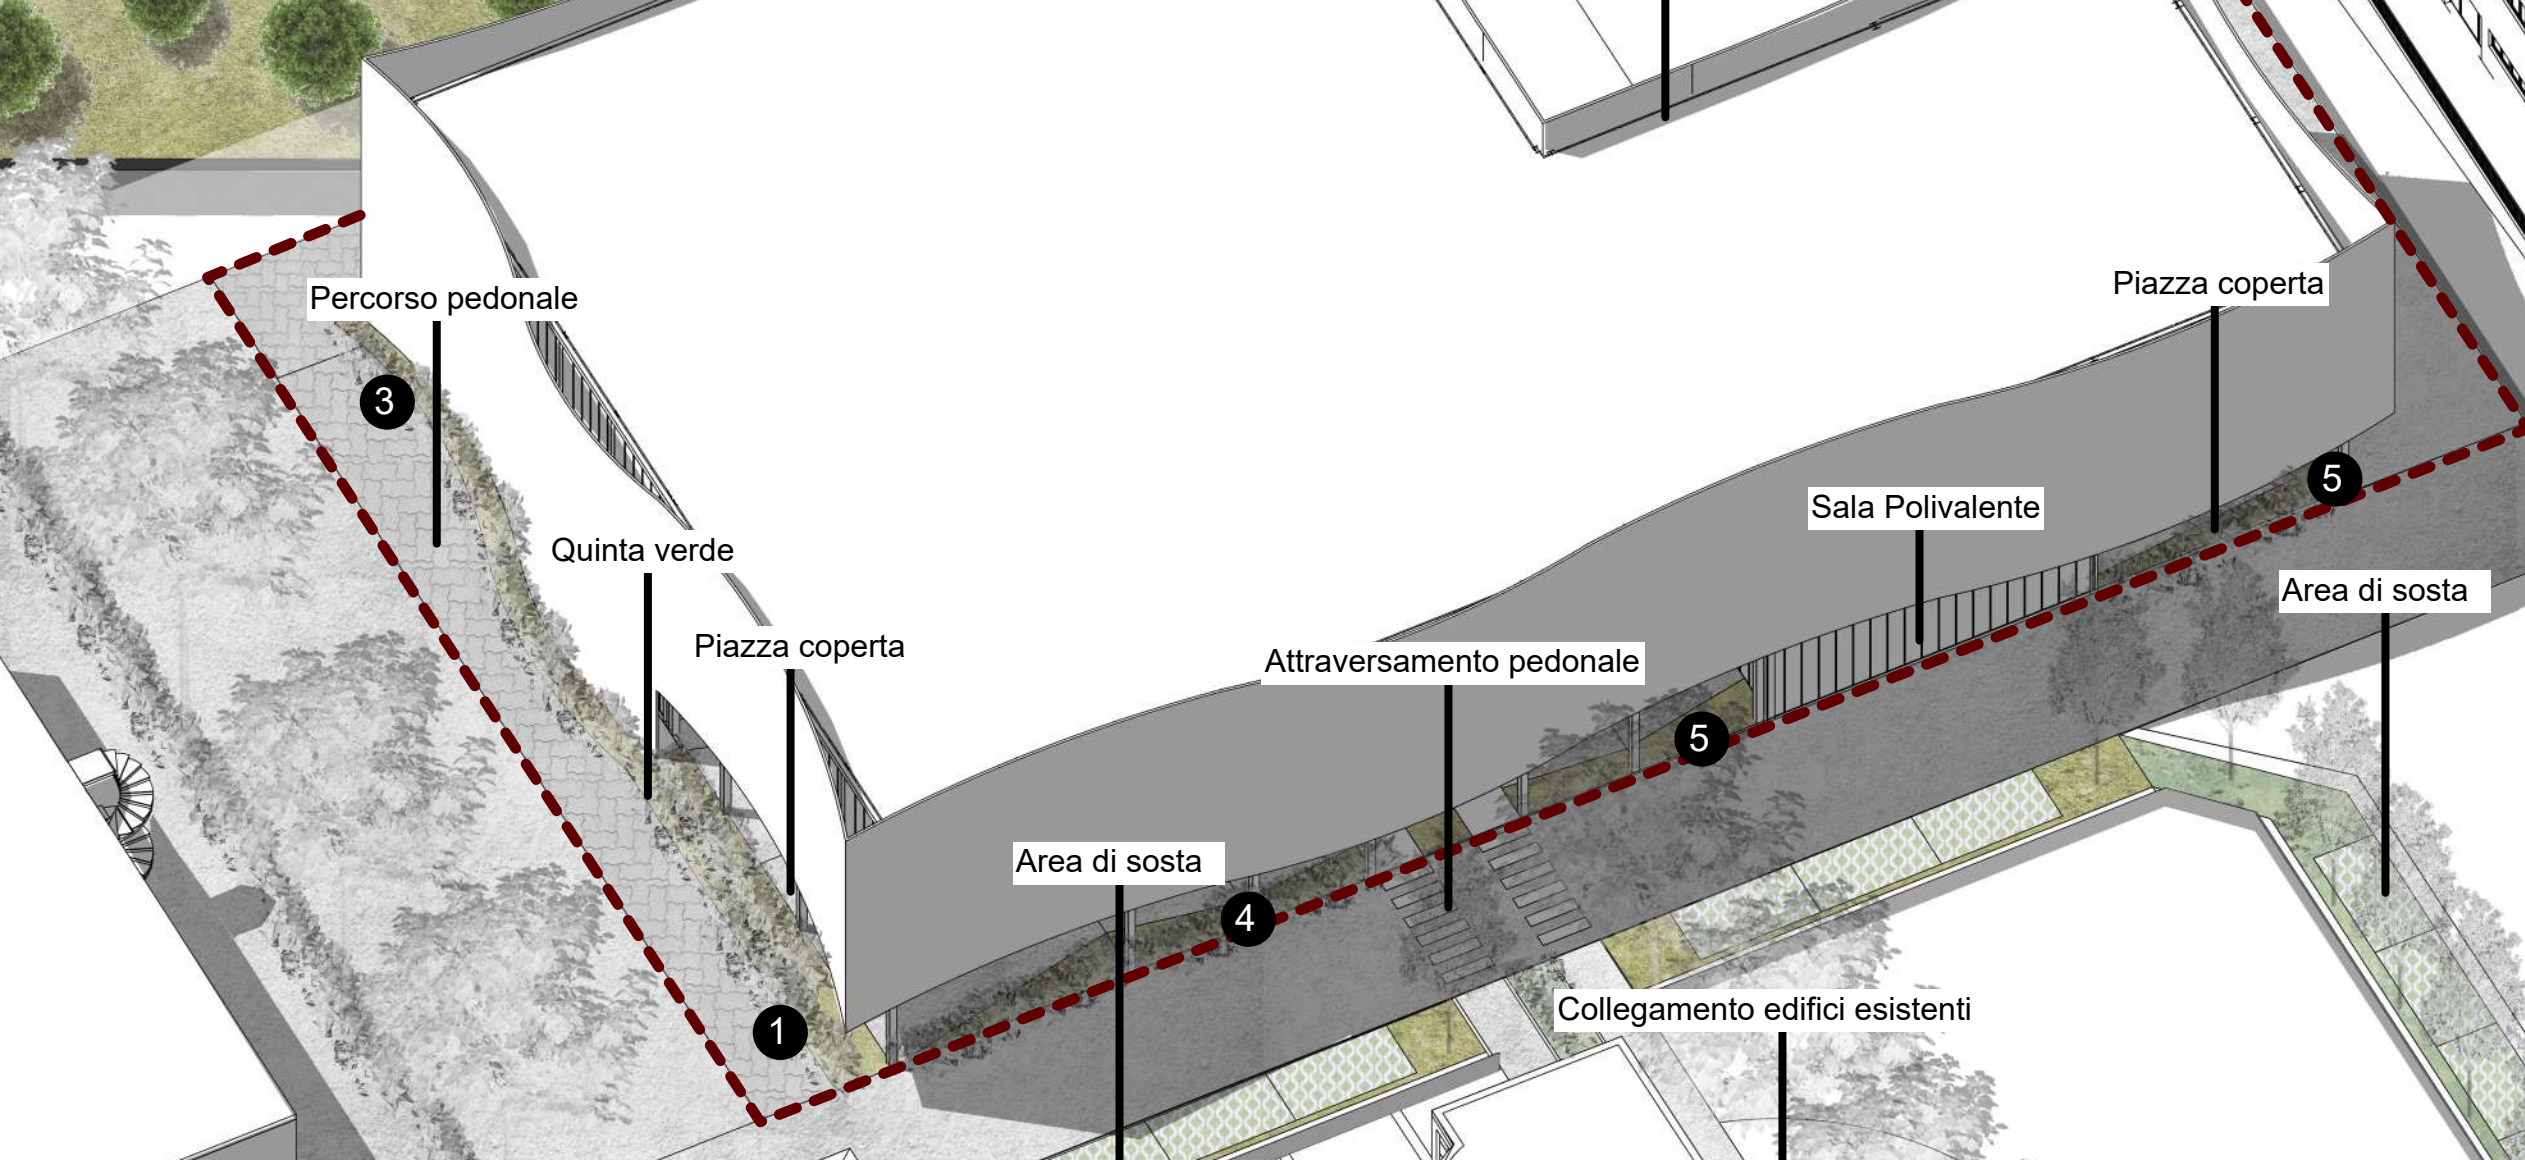 Piazza coperta
Percorso pedonale
3
5
Sala Polivalente
Quinta verde
Area di sosta
Piazza coperta
Attraversamento pedonale
5
Area di sosta
4
Collegamento edifici esistenti
1